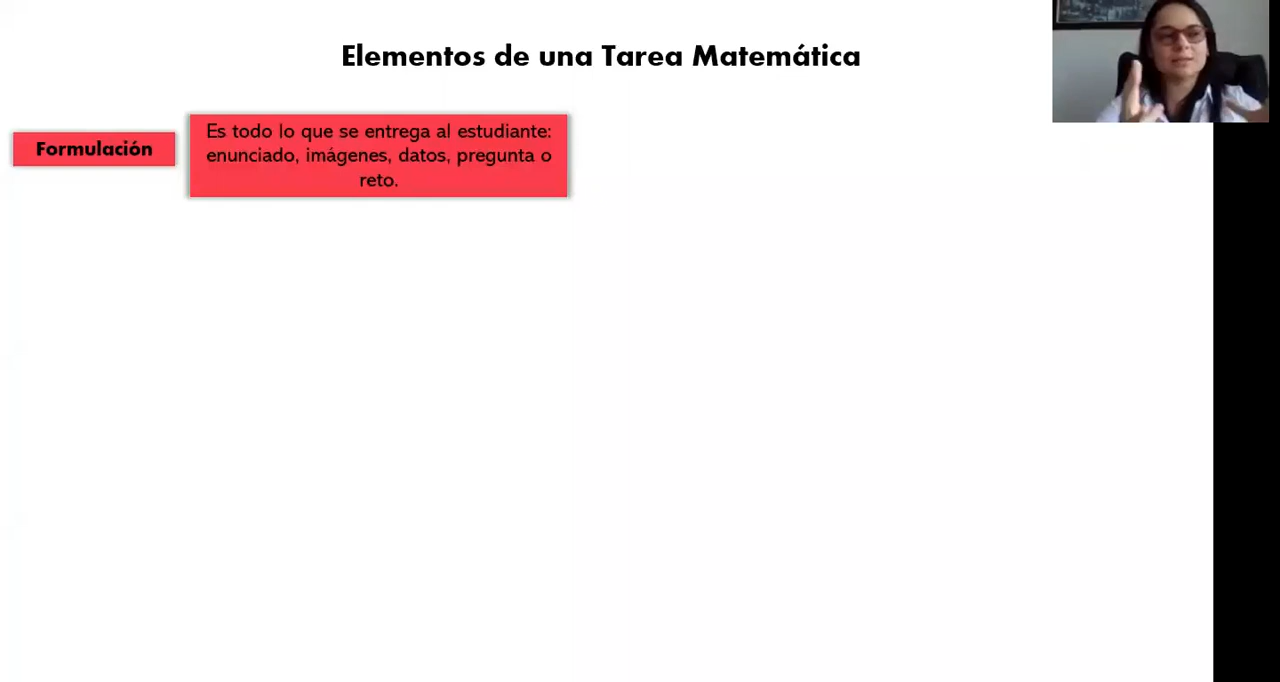 Elementos de una Tarea Matemática
Formulación
Es todo lo que se entrega al estudiante:
enunciado, imágenes, datos, pregunta o
reto.